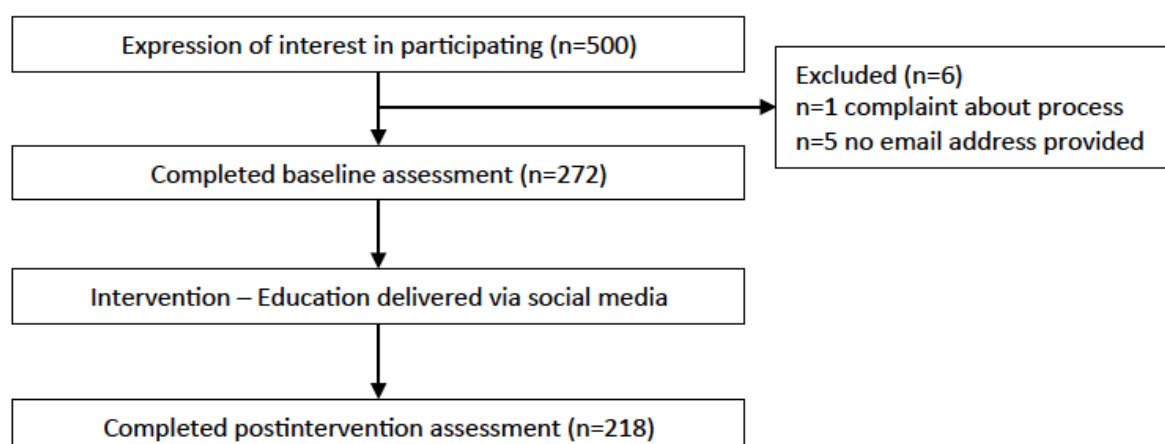 Expression of interest in participating (n=500)
Excluded (n=6)
n=1 complaint about process
n=5 no email address provided
Completed baseline assessment (n=272)
Intervention – Education delivered via social media
Completed postintervention assessment (n=218)